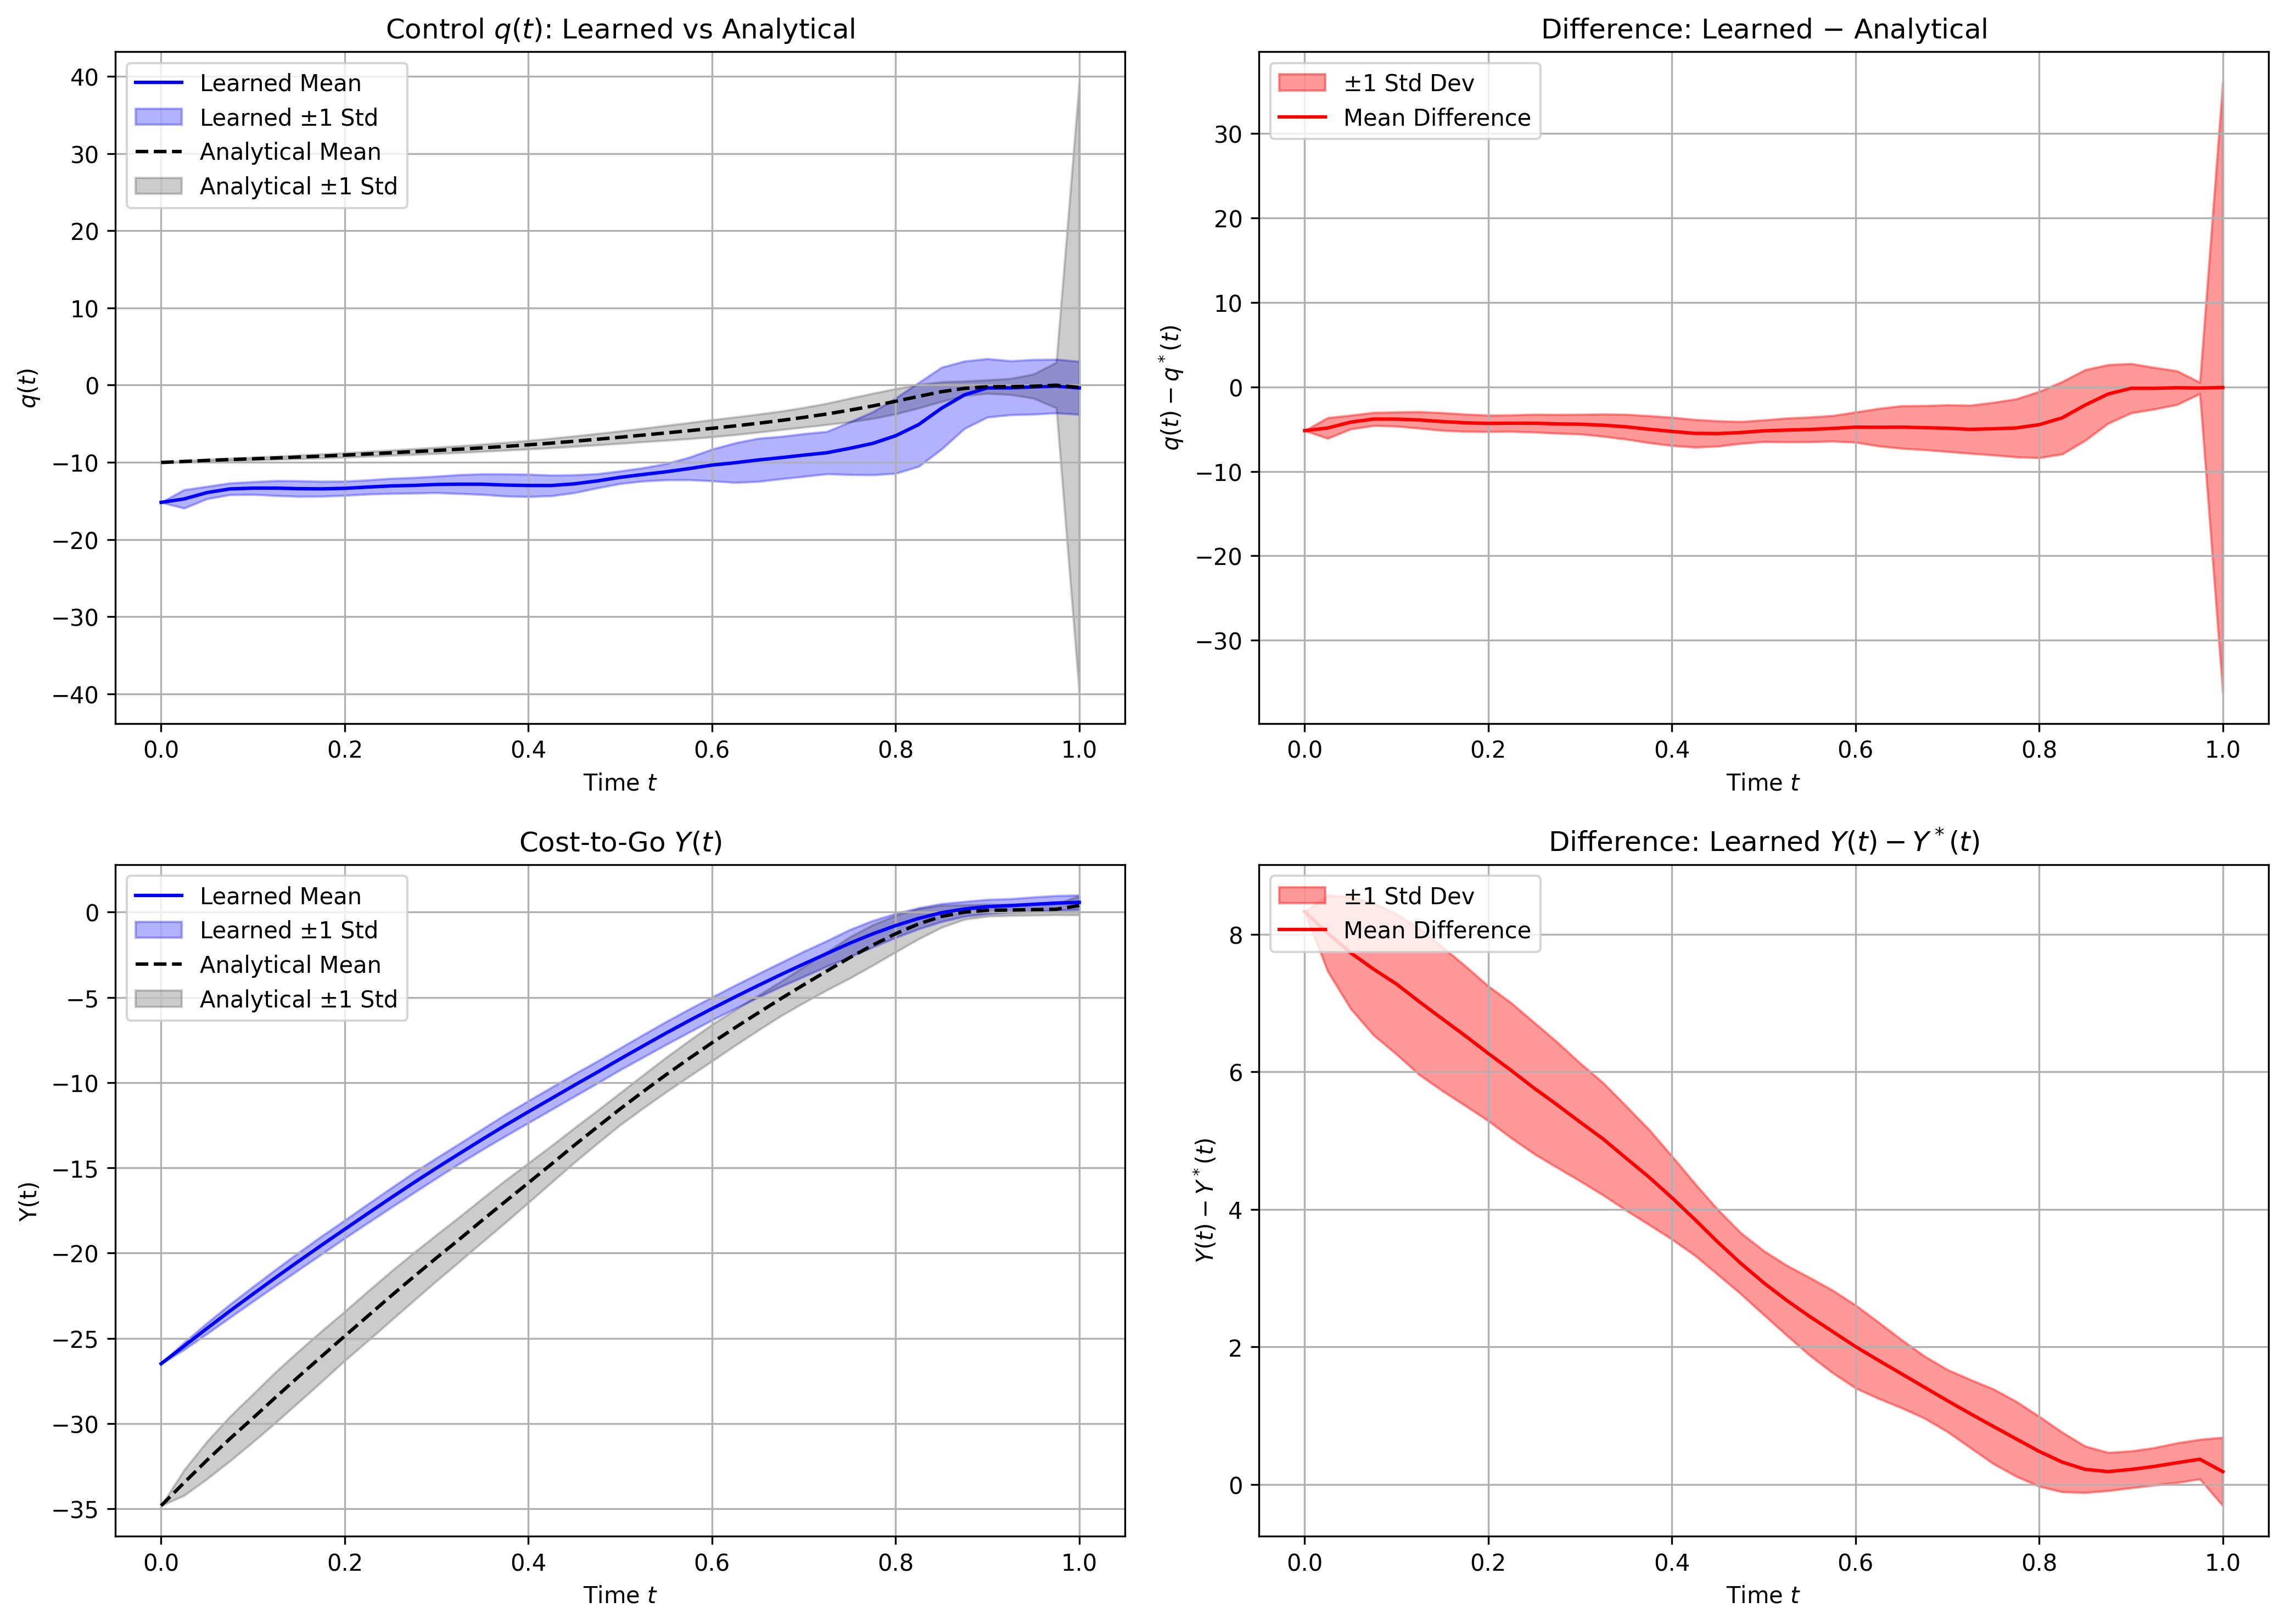 Control q(t): Learned vs Analytical
Learned Mean
Learned ±1 Std
Analytical Mean
Analytical ±1 Std
q(t)
40
30
20
10
0
−10
−20
−30
−40
0.0 0.2 0.4 0.6 0.8 1.0
Time t
Difference: Learned − Analytical
±1 Std Dev
Mean Difference
q(t) − q*(t)
30
20
10
0
−10
−20
−30
0.0 0.2 0.4 0.6 0.8 1.0
Time t
Cost-to-Go Y(t)
Learned Mean
Learned ±1 Std
Analytical Mean
Analytical ±1 Std
Y(t)
0
−5
−10
−15
−20
−25
−30
−35
0.0 0.2 0.4 0.6 0.8 1.0
Time t
Difference: Learned Y(t) − Y*(t)
±1 Std Dev
Mean Difference
Y(t) − Y*(t)
8
6
4
2
0
0.0 0.2 0.4 0.6 0.8 1.0
Time t